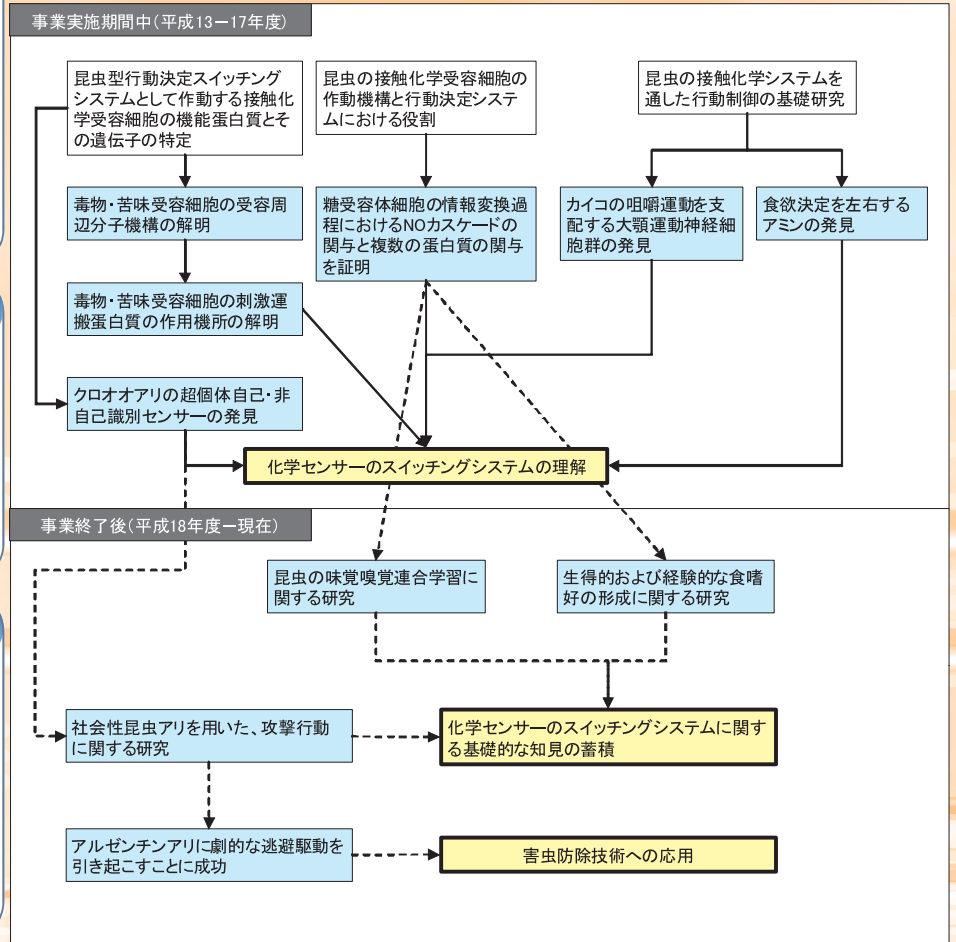 事業実施期間中(平成13－17年度)
昆虫型行動決定スイッチング
システムとして作動する接触化
学受容細胞の機能蛋白質とそ
の遺伝子の特定
昆虫の接触化学受容細胞の
作動機構と行動決定システ
ムにおける役割
昆虫の接触化学システムを
通した行動制御の基礎研究
毒物・苦味受容細胞の受容周
辺分子機構の解明
糖受容体細胞の情報変換過
程におけるNOカスケードの
関与と複数の蛋白質の関与
を証明
カイコの咀嚼運動を支
配する大顎運動神経細
胞群の発見
食欲決定を左右する
アミンの発見
毒物・苦味受容細胞の刺激運
搬蛋白質の作用機所の解明
クロオオアリの超個体自己・非
自己識別センサーの発見
化学センサーのスイッチングシステムの理解
事業終了後(平成18年度－現在)
昆虫の味覚嗅覚連合学習に
関する研究
生得的および経験的な食嗜
好の形成に関する研究
社会性昆虫アリを用いた、攻撃行動
に関する研究
化学センサーのスイッチングシステムに関す
る基礎的な知見の蓄積
アルゼンチンアリに劇的な逃避駆動を
引き起こすことに成功
害虫防除技術への応用